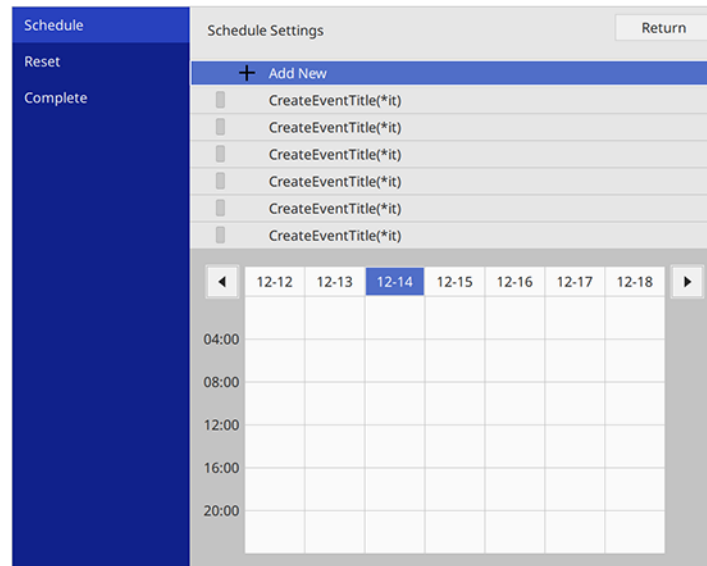 Schedule
Reset
Complete
Schedule Settings
Return
+ Add New
CreateEventTitle(*it)
CreateEventTitle(*it)
CreateEventTitle(*it)
CreateEventTitle(*it)
CreateEventTitle(*it)
CreateEventTitle(*it)
12-12 12-13 12-14 12-15 12-16 12-17 12-18
04:00
08:00
12:00
16:00
20:00